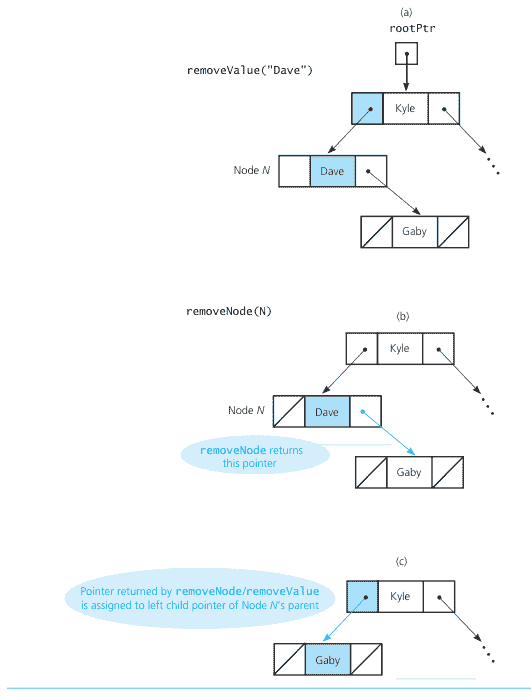 (a)
rootPtr
removeValue("Dave")
Kyle
Node N
Dave
Gaby
removeNode(N)
(b)
Kyle
Node N
Dave
removeNode returns
this pointer
Gaby
(c)
Pointer returned by removeNode/removeValue
is assigned to left child pointer of Node N's parent
Kyle
Gaby